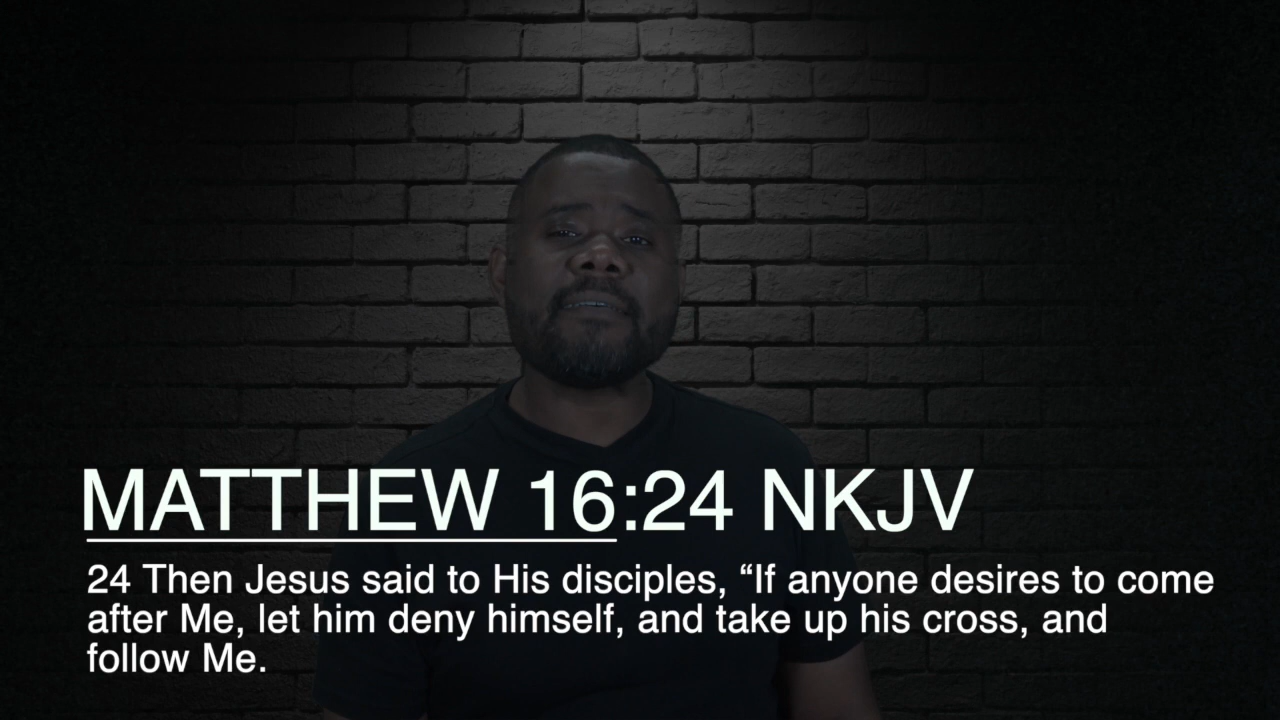 MATTHEW 16:24 NKJV
24 Then Jesus said to His disciples, “If anyone desires to come
after Me, let him deny himself, and take up his cross, and
follow Me.